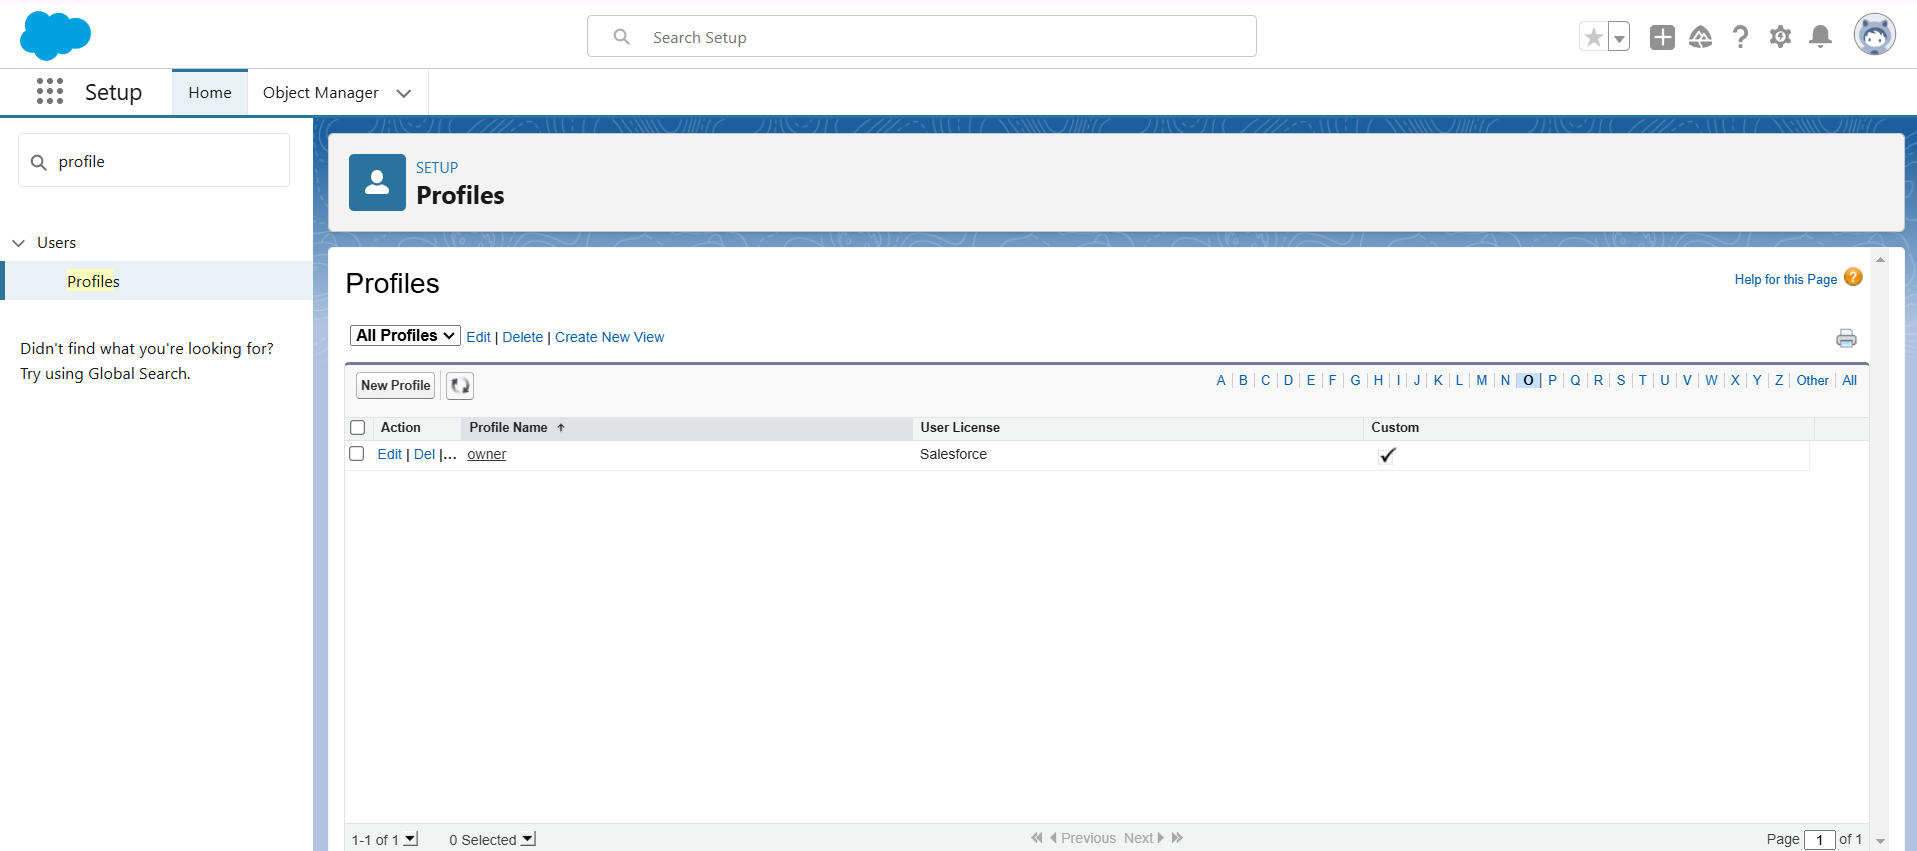 Search Setup
Setup
Home
Object Manager
profile
Users
Profiles
Didn't find what you're looking for?
Try using Global Search.
SETUP
Profiles
Profiles
Help for this Page ?
All Profiles Edit | Delete | Create New View
New Profile
A | B | C | D | E | F | G | H | I | J | K | L | M | N | O | P | Q | R | S | T | U | V | W | X | Y | Z | Other | All
Action Profile Name User License Custom
Edit | Del |... owner Salesforce
1-1 of 1 0 Selected Previous Next Page 1 of 1